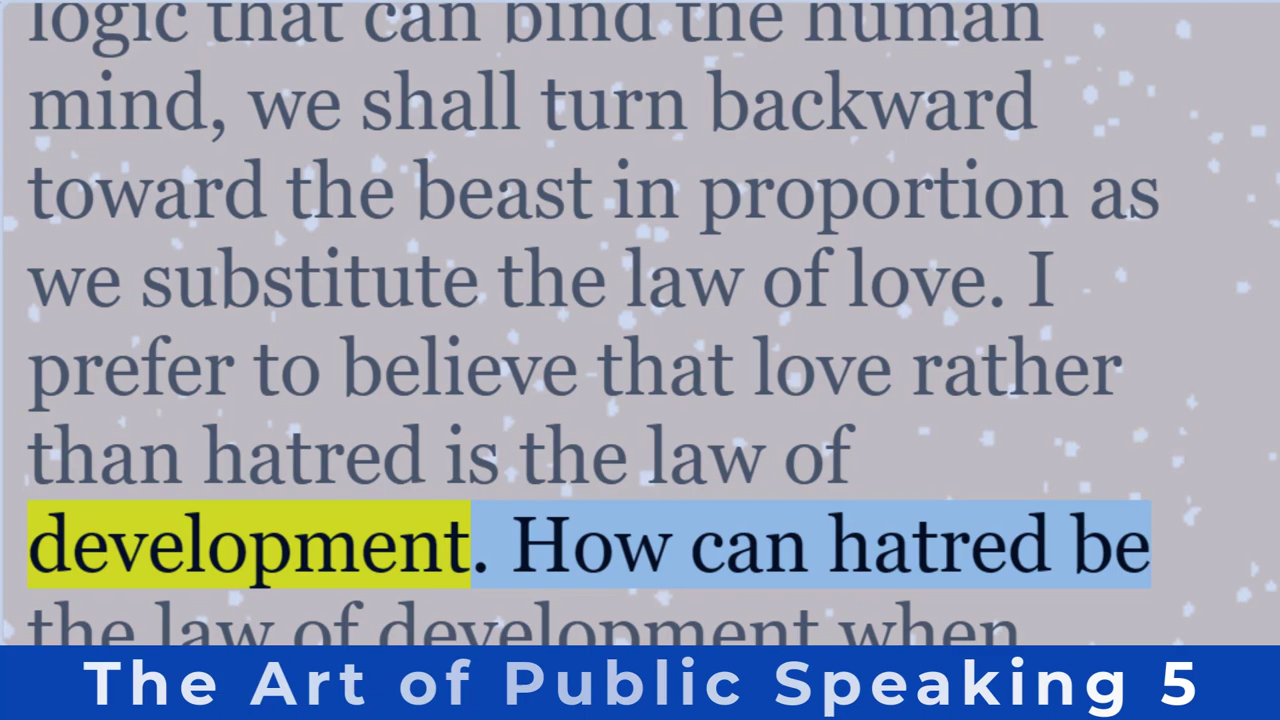 logic that can bind the human
mind, we shall turn backward
toward the beast in proportion as
we substitute the law of love. I
prefer to believe that love rather
than hatred is the law of
development. How can hatred be
the law of development when
The Art of Public Speaking 5